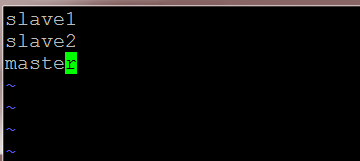 slave1
slave2
master
~
~
~
~